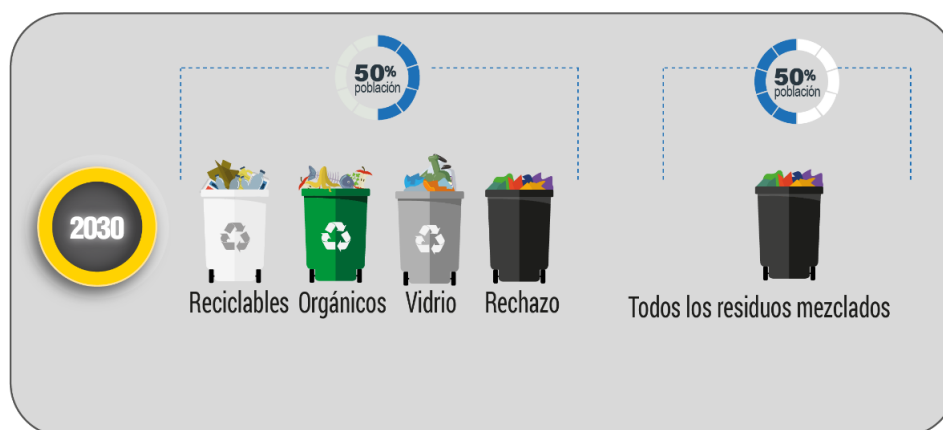 50%
población
50%
población
2030
Reciclables
Orgánicos
Vidrio
Rechazo
Todos los residuos mezclados